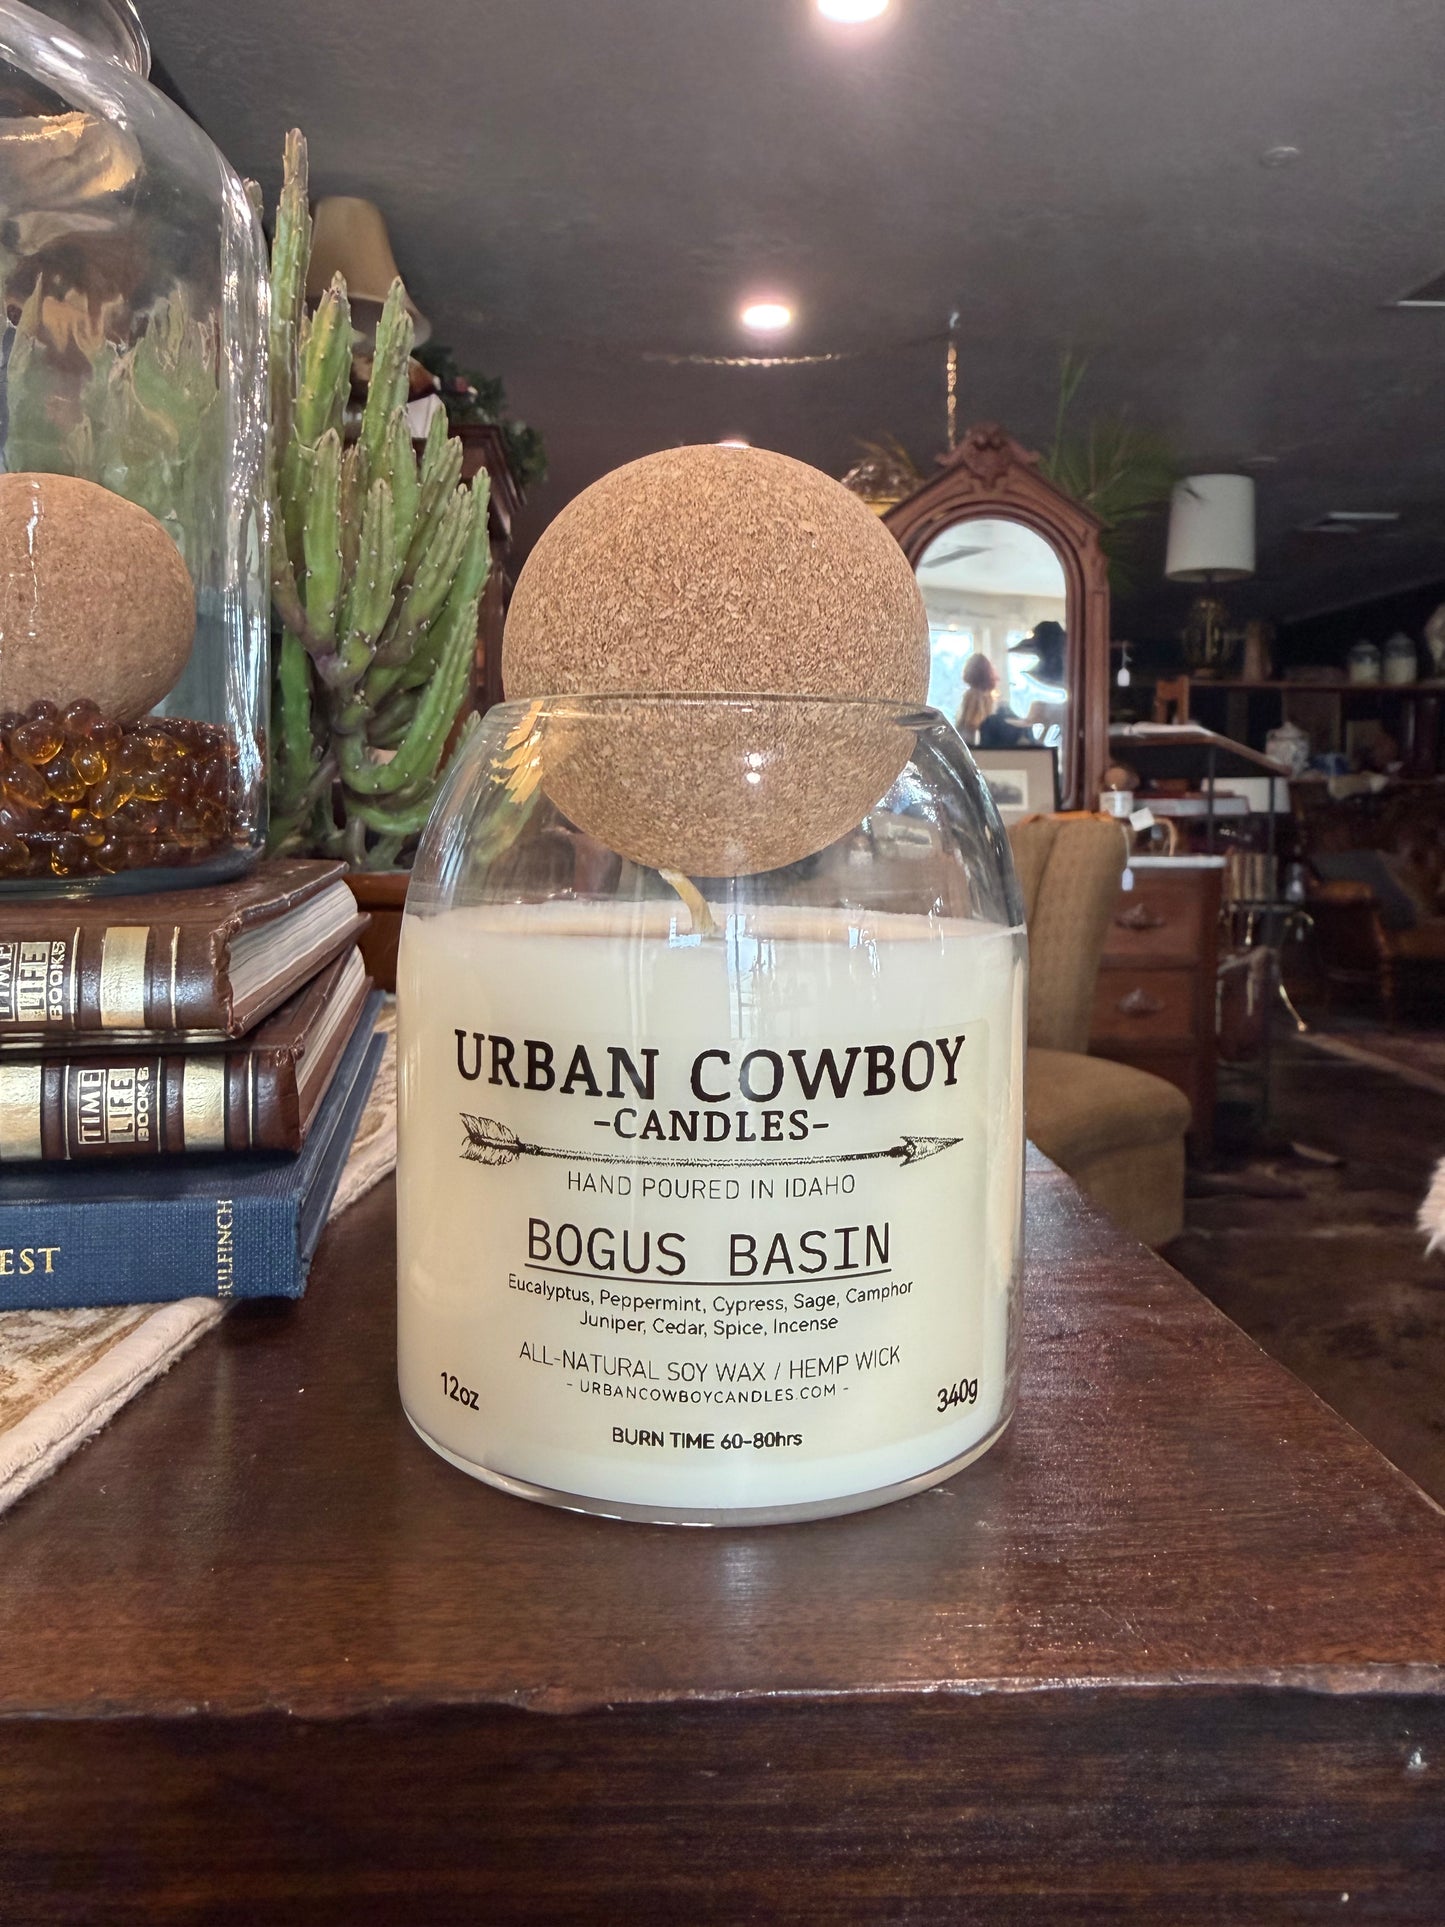 URBAN COWBOY
-CANDLES-
HAND POURED IN IDAHO
BOGUS BASIN
Eucalyptus, Peppermint, Cypress, Sage, Camphor
Juniper, Cedar, Spice, Incense
ALL-NATURAL SOY WAX / HEMP WICK
- URBANCOWBOYCANDLES.COM -
12oz
340g
BURN TIME 60-80hrs
TIME
LIFE
BOOKS
TIME
LIFE
BOOKS
EST
ULFINCH